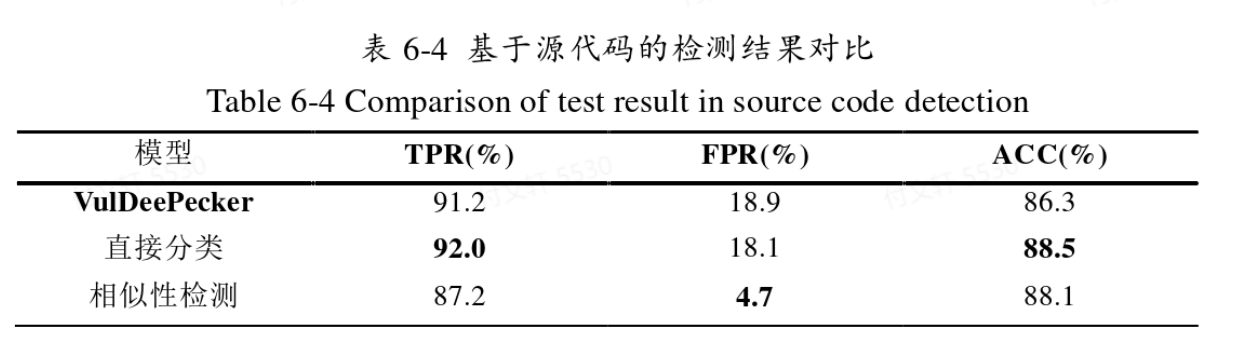 表 6-4 基于源代码的检测结果对比
Table 6-4 Comparison of test result in source code detection
模型 TPR(%) FPR(%) ACC(%)
VulDeePecker 91.2 18.9 86.3
直接分类 92.0 18.1 88.5
相似性检测 87.2 4.7 88.1